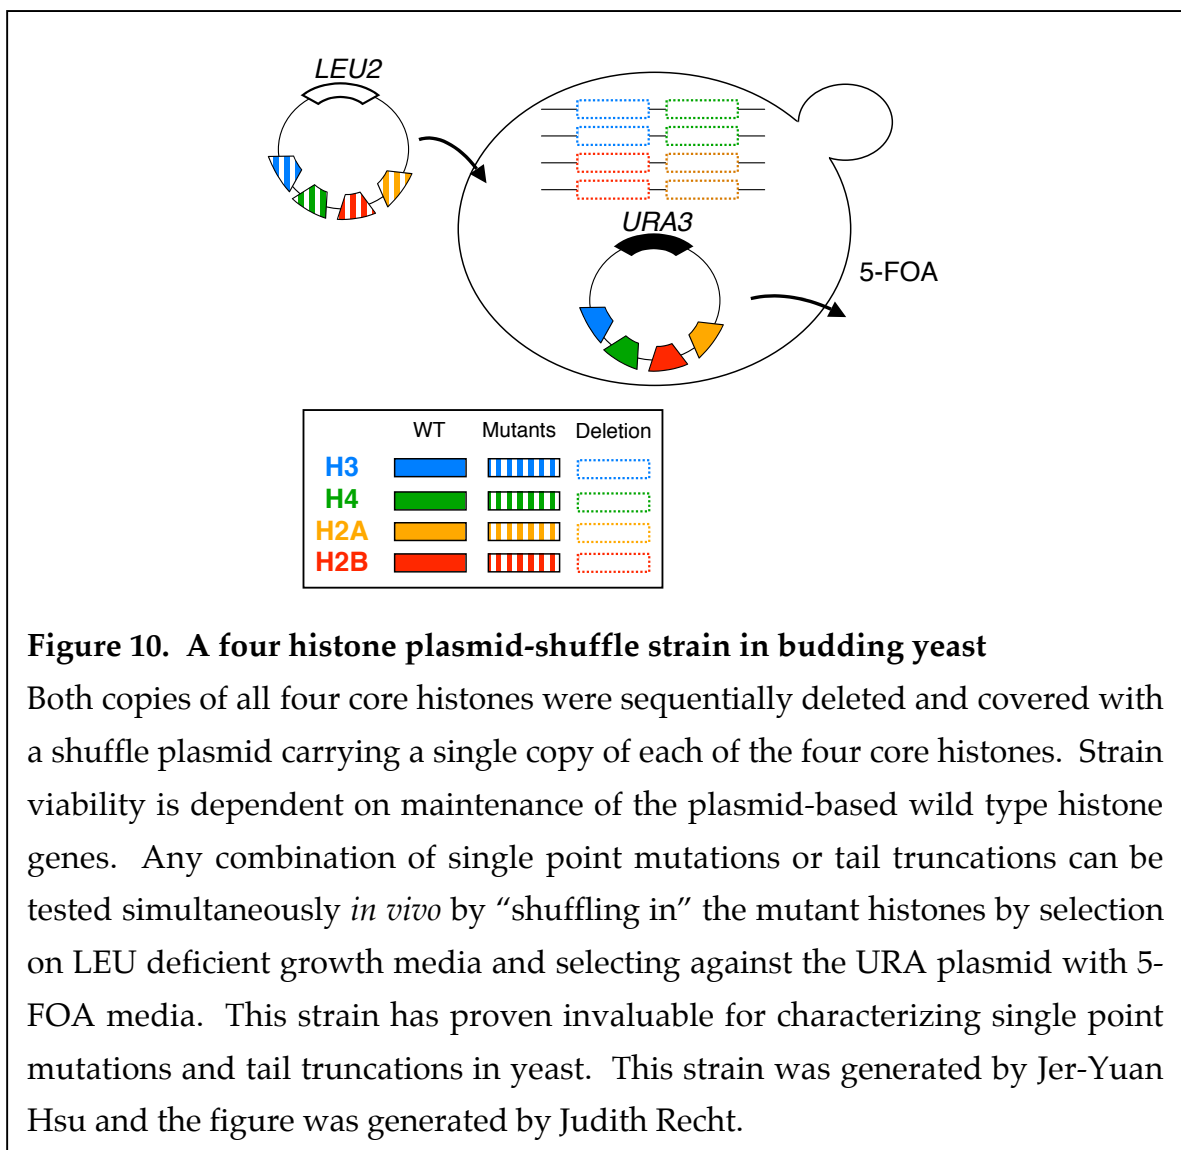 LEU2
URA3
5-FOA
WT Mutants Deletion
H3
H4
H2A
H2B
Figure 10. A four histone plasmid-shuffle strain in budding yeast
Both copies of all four core histones were sequentially deleted and covered with
a shuffle plasmid carrying a single copy of each of the four core histones. Strain
viability is dependent on maintenance of the plasmid-based wild type histone
genes. Any combination of single point mutations or tail truncations can be
tested simultaneously in vivo by “shuffling in” the mutant histones by selection
on LEU deficient growth media and selecting against the URA plasmid with 5-
FOA media. This strain has proven invaluable for characterizing single point
mutations and tail truncations in yeast. This strain was generated by Jer-Yuan
Hsu and the figure was generated by Judith Recht.